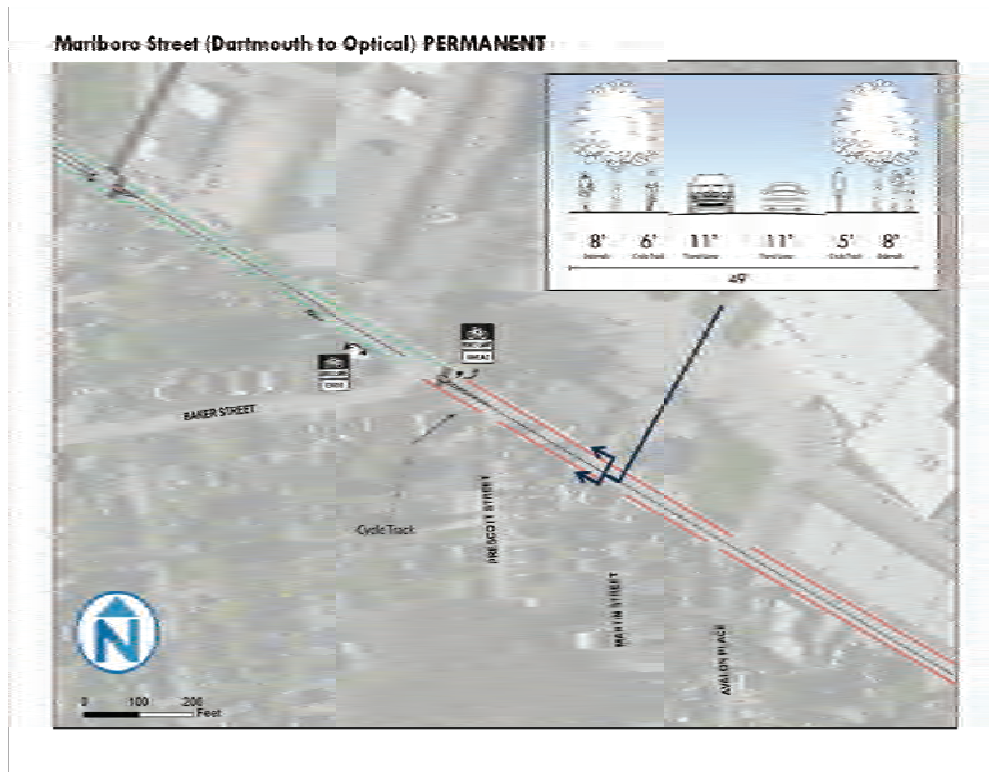 Marlboro Street (Dartmouth to Optical) PERMANENT
8' 6' 11' 11' 5' 8'
49'
AHEAD
BAKER STREET
Cycle Track
PRESCOTT STREET
MARTIN STREET
AVALON PLACE
N
0 100 200
Feet